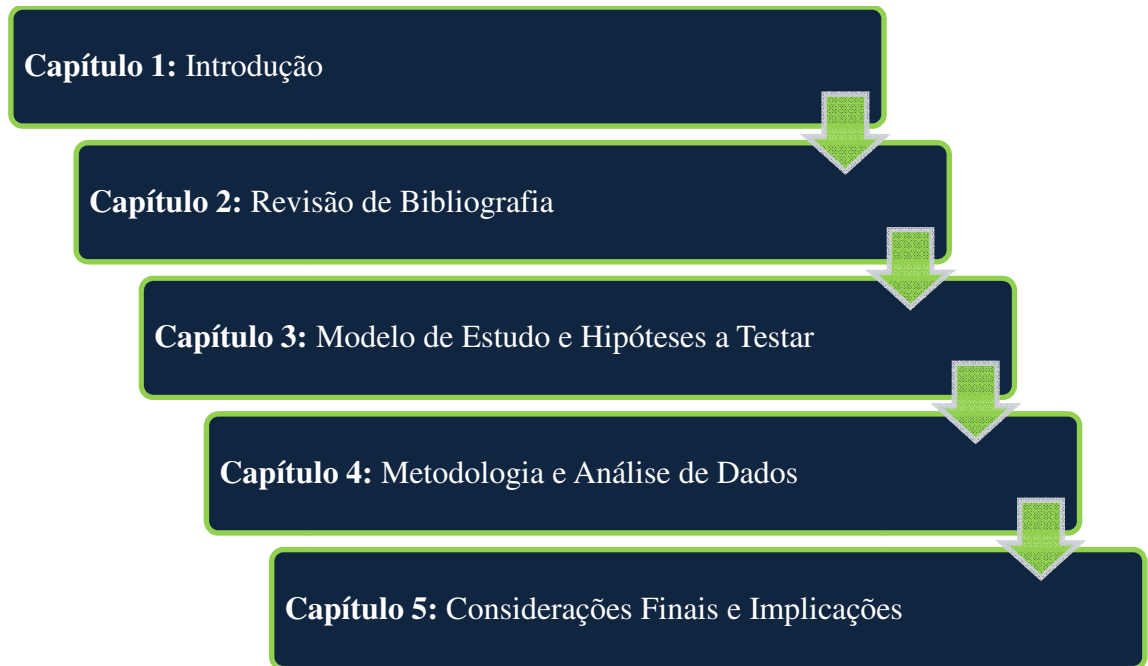 Capítulo 1: Introdução
Capítulo 2: Revisão de Bibliografia
Capítulo 3: Modelo de Estudo e Hipóteses a Testar
Capítulo 4: Metodologia e Análise de Dados
Capítulo 5: Considerações Finais e Implicações